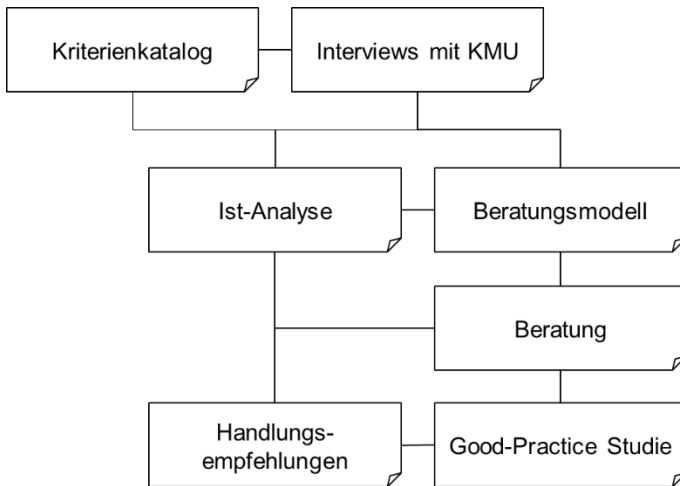 Kriterienkatalog
Interviews mit KMU
Ist-Analyse
Beratungsmodell
Beratung
Handlungs-
empfehlungen
Good-Practice Studie